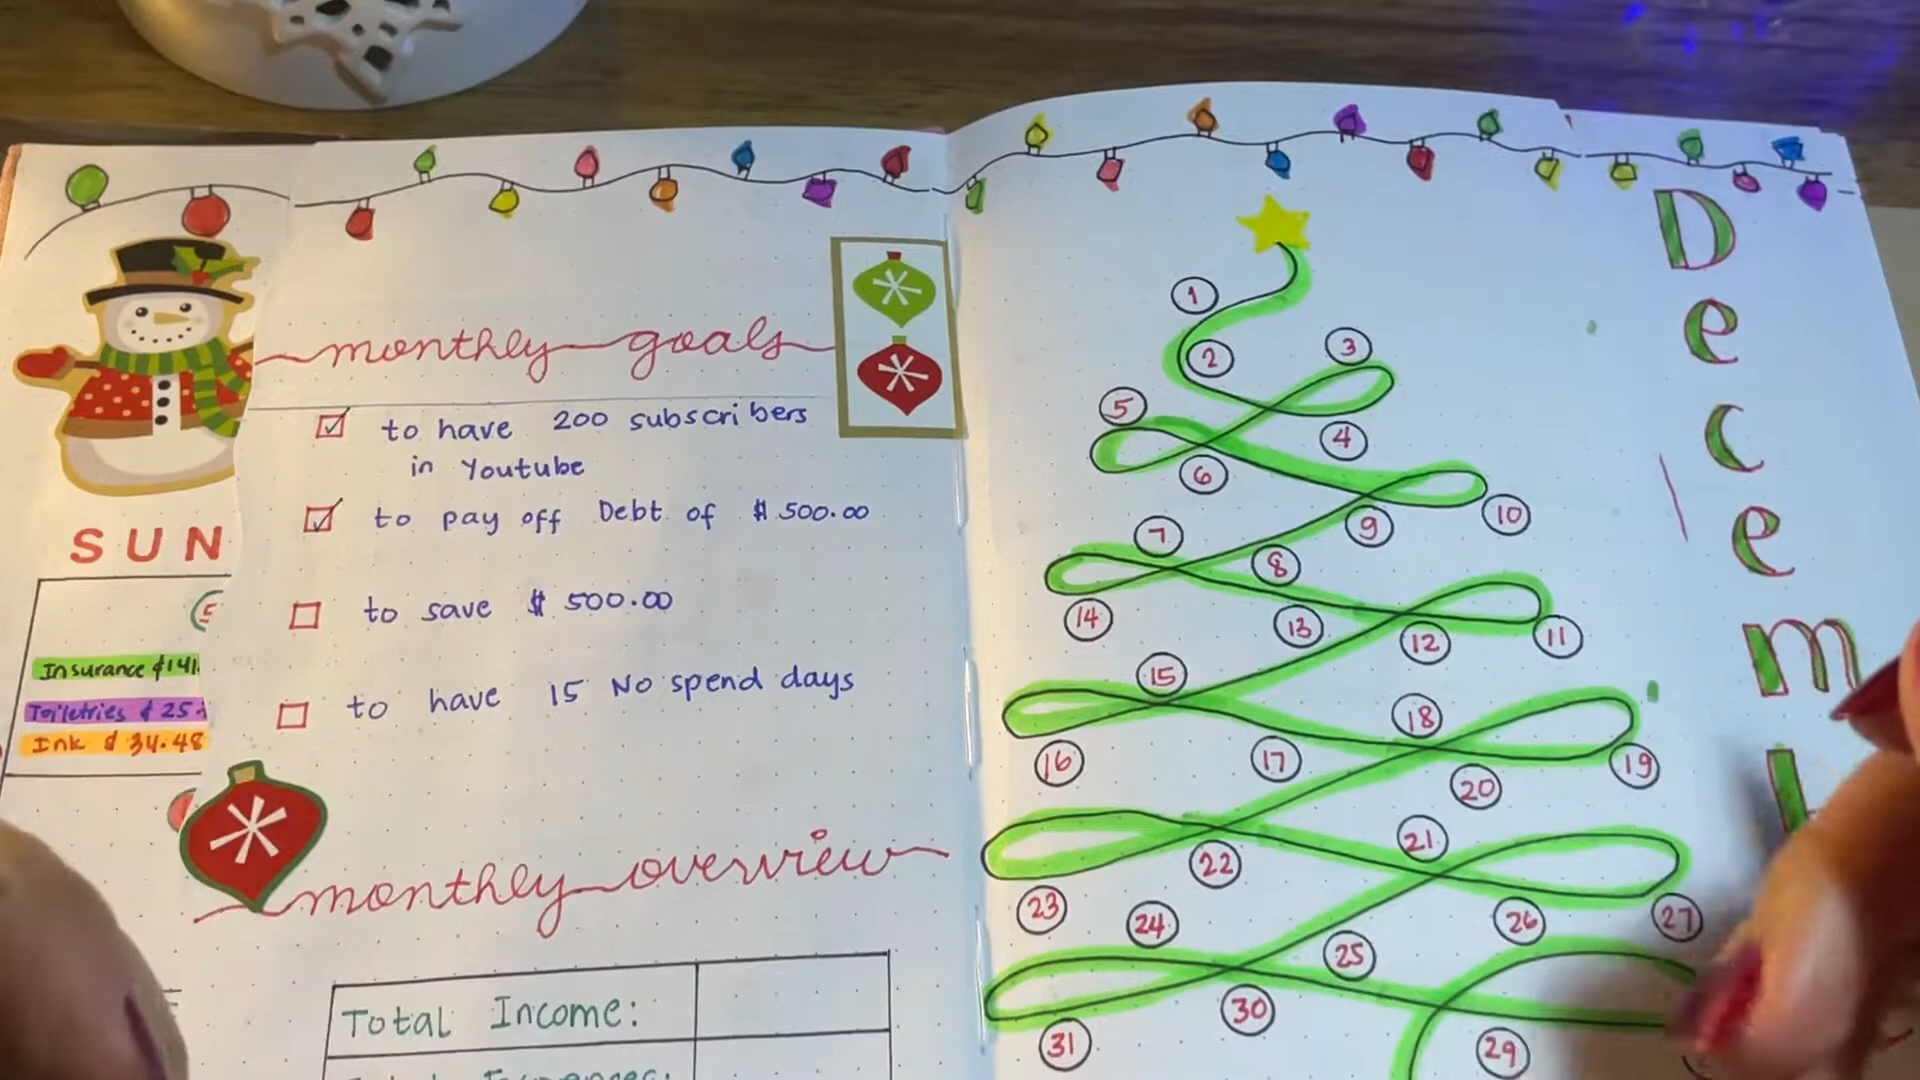 monthly goals
to have 200 subscribers
in Youtube
to pay off Debt of $ 500.00
to save $ 500.00
to have 15 No spend days
monthly overview
Total Income:
SUN
Insurance $141.
Toiletries $ 25.
Ink $ 34.48
1
2
3
4
5
6
7
8
9
10
11
12
13
14
15
16
17
18
19
20
21
22
23
24
25
26
27
29
30
31
Decem